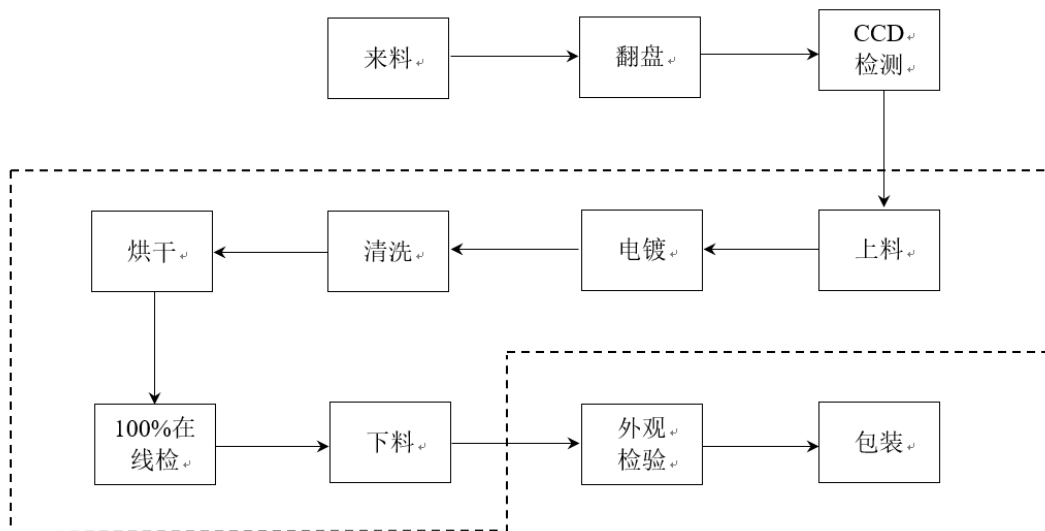 来料
翻盘
CCD
检测
上料
电镀
清洗
烘干
100%在
线检
下料
外观
检验
包装